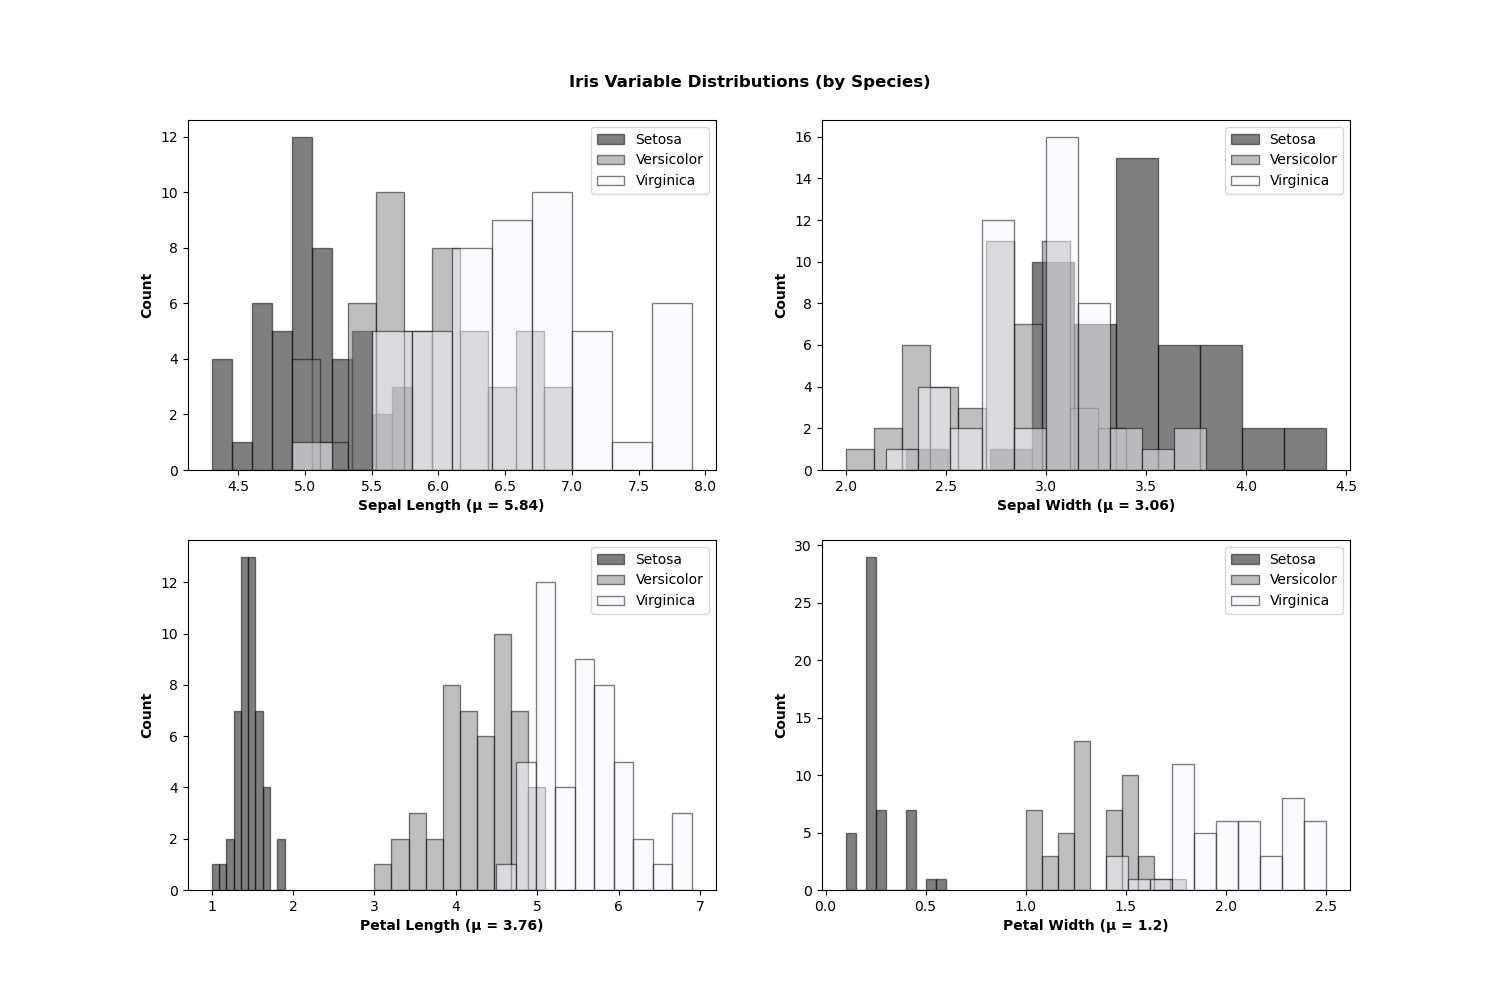 Iris Variable Distributions (by Species)
12
10
8
6
4
2
0
Count
Setosa
Versicolor
Virginica
4.5 5.0 5.5 6.0 6.5 7.0 7.5 8.0
Sepal Length (μ = 5.84)
16
14
12
10
8
6
4
2
0
Count
Setosa
Versicolor
Virginica
2.0 2.5 3.0 3.5 4.0 4.5
Sepal Width (μ = 3.06)
12
10
8
6
4
2
0
Count
Setosa
Versicolor
Virginica
1 2 3 4 5 6 7
Petal Length (μ = 3.76)
30
25
20
15
10
5
0
Count
Setosa
Versicolor
Virginica
0.0 0.5 1.0 1.5 2.0 2.5
Petal Width (μ = 1.2)